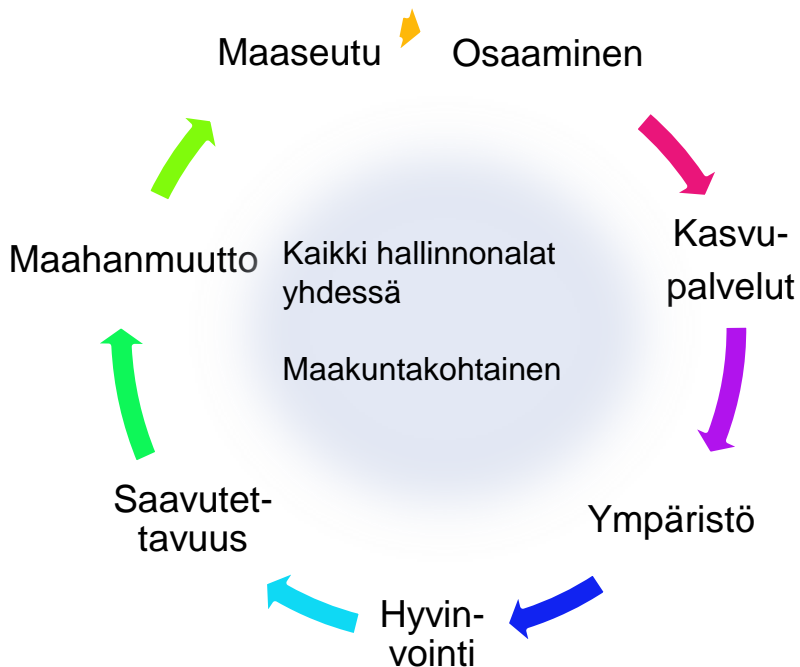 Maaseutu
Osaaminen
Kasvu-
palvelut
Ympäristö
Hyvin-
vointi
Saavutet-
tavuus
Maahanmuutto
Kaikki hallinnonalat
yhdessä
Maakuntakohtainen